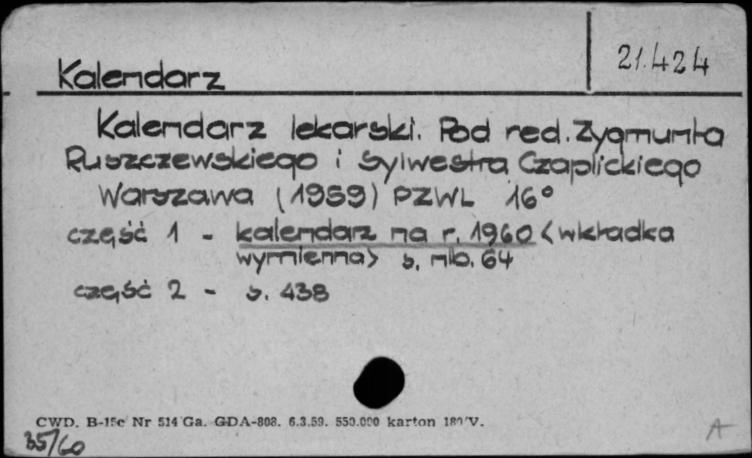 21.424
Kalendarz
Kalendarz lekarski. Pod red. Zygmunta
Ruszczewskiego i Sylwestra Czaplickiego
Warszawa (1959) PZWL 16°
część 1 - kalendarz na r. 1960 <wkładka
wymienna> s. nlb. 64
część 2 - s. 438
CWD. B-15c Nr 514 Ga. GDA-808. 6.3.59. 550.000 karton V.
35/60
A